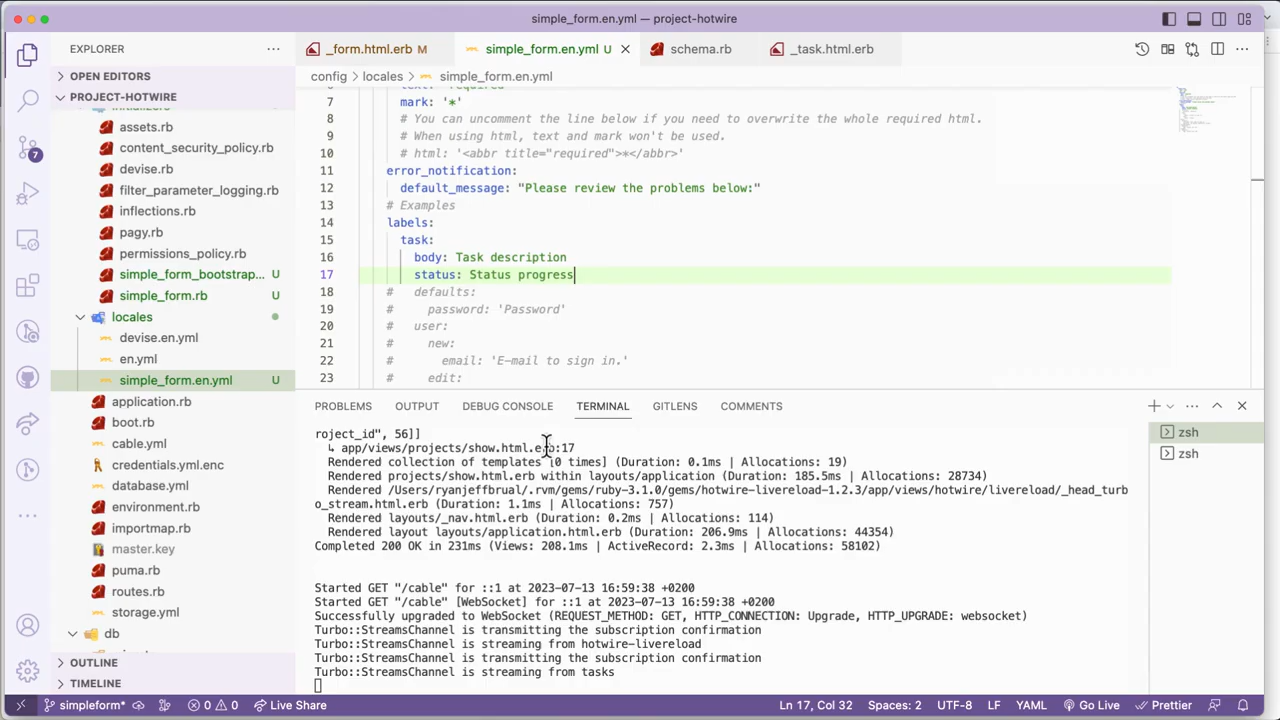 simple_form.en.yml — project-hotwire
EXPLORER
_form.html.erb M
simple_form.en.yml U
schema.rb
_task.html.erb
OPEN EDITORS
PROJECT-HOTWIRE
config > locales > simple_form.en.yml
initializers
assets.rb
content_security_policy.rb
devise.rb
filter_parameter_logging.rb
inflections.rb
pagy.rb
permissions_policy.rb
simple_form_bootstrap... U
simple_form.rb U
locales
devise.en.yml
en.yml
simple_form.en.yml U
application.rb
boot.rb
cable.yml
credentials.yml.enc
database.yml
environment.rb
importmap.rb
master.key
puma.rb
routes.rb
storage.yml
db
OUTLINE
TIMELINE
7
6 text: 'required'
7 mark: '*'
8 # You can uncomment the line below if you need to overwrite the whole required html.
9 # When using html, text and mark won't be used.
10 # html: '<abbr title="required">*</abbr>'
11 error_notification:
12 default_message: "Please review the problems below:"
13 # Examples
14 labels:
15 task:
16 body: Task description
17 status: Status progress
18 # defaults:
19 # password: 'Password'
20 # user:
21 # new:
22 # email: 'E-mail to sign in.'
23 # edit:
PROBLEMS OUTPUT DEBUG CONSOLE TERMINAL GITLENS COMMENTS
zsh
zsh
roject_id", 56]]
↳ app/views/projects/show.html.erb:17
Rendered collection of templates [0 times] (Duration: 0.1ms | Allocations: 19)
Rendered projects/show.html.erb within layouts/application (Duration: 185.5ms | Allocations: 28734)
Rendered /Users/ryanjeffbrual/.rvm/gems/ruby-3.1.0/gems/hotwire-livereload-1.2.3/app/views/hotwire/livereload/_head_turb
o_stream.html.erb (Duration: 1.1ms | Allocations: 757)
Rendered layouts/_nav.html.erb (Duration: 0.2ms | Allocations: 114)
Rendered layout layouts/application.html.erb (Duration: 206.9ms | Allocations: 44354)
Completed 200 OK in 231ms (Views: 208.1ms | ActiveRecord: 2.3ms | Allocations: 58102)
Started GET "/cable" for ::1 at 2023-07-13 16:59:38 +0200
Started GET "/cable" [WebSocket] for ::1 at 2023-07-13 16:59:38 +0200
Successfully upgraded to WebSocket (REQUEST_METHOD: GET, HTTP_CONNECTION: Upgrade, HTTP_UPGRADE: websocket)
Turbo::StreamsChannel is transmitting the subscription confirmation
Turbo::StreamsChannel is streaming from hotwire-livereload
Turbo::StreamsChannel is transmitting the subscription confirmation
Turbo::StreamsChannel is streaming from tasks
simpleform* 0 0 Live Share Ln 17, Col 32 Spaces: 2 UTF-8 LF YAML Go Live Prettier